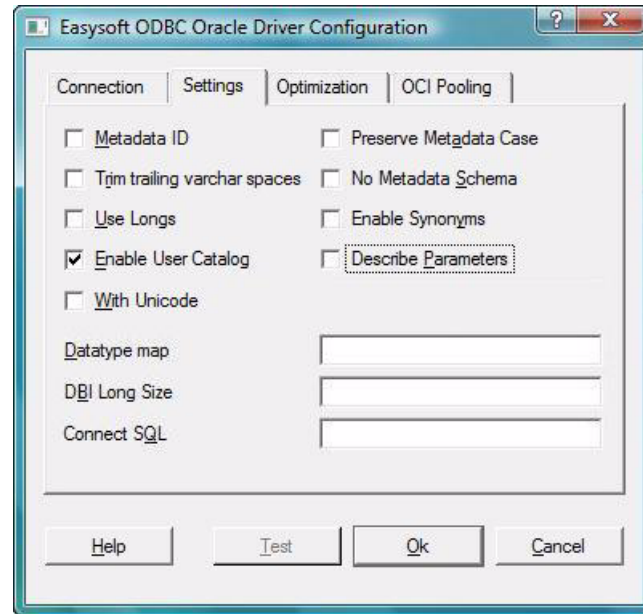 Easysoft ODBC Oracle Driver Configuration
Connection Settings Optimization OCI Pooling
Metadata ID Preserve Metadata Case
Trim trailing varchar spaces No Metadata Schema
Use Longs Enable Synonyms
Enable User Catalog Describe Parameters
With Unicode
Datatype map
DBI Long Size
Connect SQL
Help Test Ok Cancel